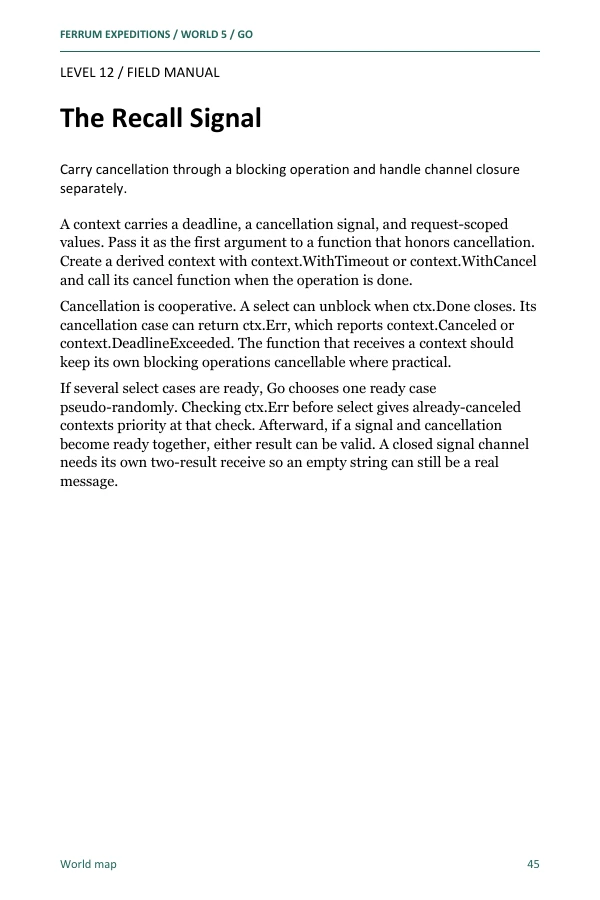 FERRUM EXPEDITIONS / WORLD 5 / GO
LEVEL 12 / FIELD MANUAL
The Recall Signal
Carry cancellation through a blocking operation and handle channel closure
separately.
A context carries a deadline, a cancellation signal, and request-scoped
values. Pass it as the first argument to a function that honors cancellation.
Create a derived context with context.WithTimeout or context.WithCancel
and call its cancel function when the operation is done.
Cancellation is cooperative. A select can unblock when ctx.Done closes. Its
cancellation case can return ctx.Err, which reports context.Canceled or
context.DeadlineExceeded. The function that receives a context should
keep its own blocking operations cancellable where practical.
If several select cases are ready, Go chooses one ready case
pseudo-randomly. Checking ctx.Err before select gives already-canceled
contexts priority at that check. Afterward, if a signal and cancellation
become ready together, either result can be valid. A closed signal channel
needs its own two-result receive so an empty string can still be a real
message.
World map
45